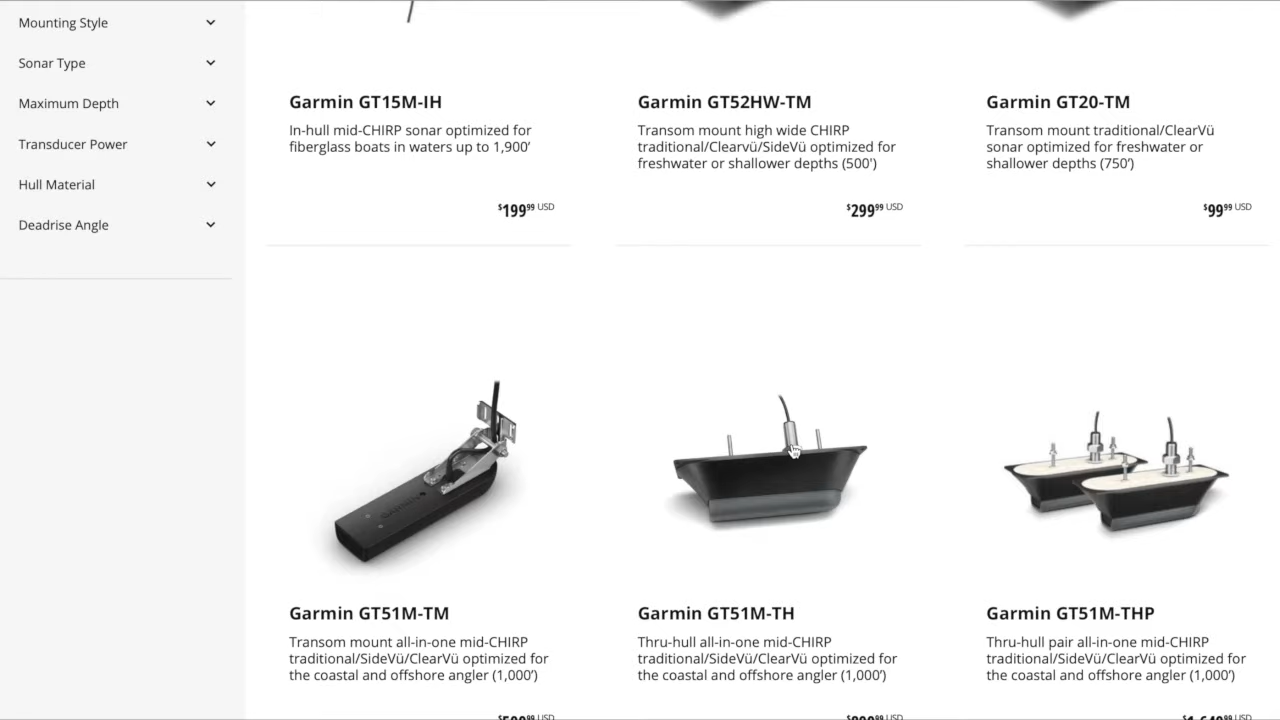 Mounting Style
Sonar Type
Maximum Depth
Transducer Power
Hull Material
Deadrise Angle
Garmin GT15M-IH
In-hull mid-CHIRP sonar optimized for
fiberglass boats in waters up to 1,900’
$199⁹⁹ USD
Garmin GT52HW-TM
Transom mount high wide CHIRP
traditional/Clearvü/SideVü optimized for
freshwater or shallower depths (500')
$299⁹⁹ USD
Garmin GT20-TM
Transom mount traditional/ClearVü
sonar optimized for freshwater or
shallower depths (750’)
$99⁹⁹ USD
Garmin GT51M-TM
Transom mount all-in-one mid-CHIRP
traditional/SideVü/ClearVü optimized for
the coastal and offshore angler (1,000’)
Garmin GT51M-TH
Thru-hull all-in-one mid-CHIRP
traditional/SideVü/ClearVü optimized for
the coastal and offshore angler (1,000’)
Garmin GT51M-THP
Thru-hull pair all-in-one mid-CHIRP
traditional/SideVü/ClearVü optimized for
the coastal and offshore angler (1,000’)